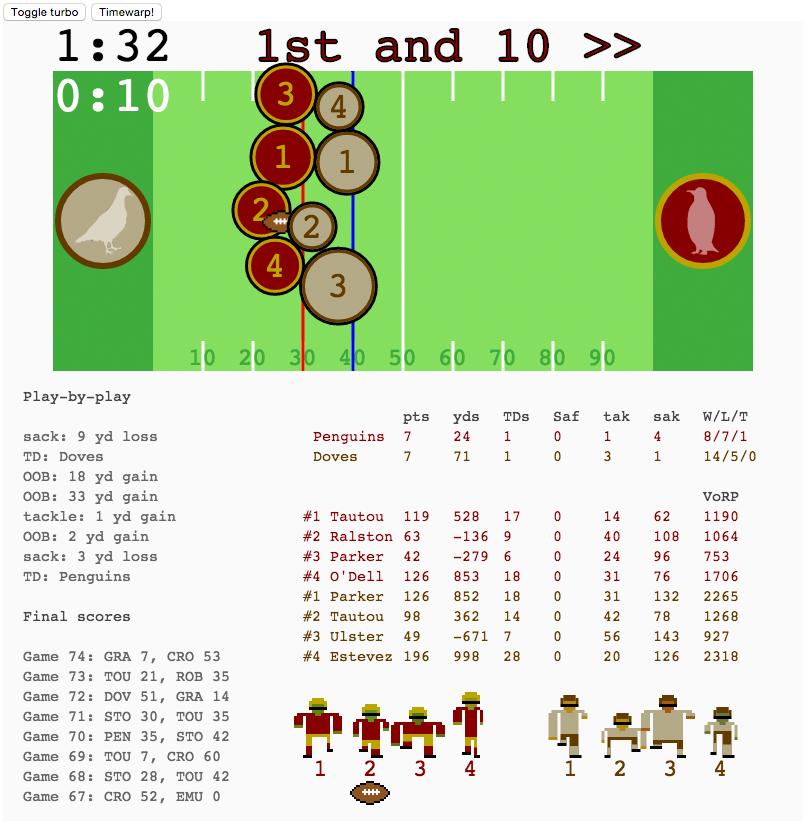 Toggle turbo Timewarp!
1:32 1st and 10 >>
0:10
3 4
1 1
2 2
4 3
10 20 30 40 50 60 70 80 90
Play-by-play
pts yds TDs Saf tak sak W/L/T
sack: 9 yd loss Penguins 7 24 1 0 1 4 8/7/1
TD: Doves Doves 7 71 1 0 3 1 14/5/0
OOB: 18 yd gain
OOB: 33 yd gain VoRP
tackle: 1 yd gain #1 Tautou 119 528 17 0 14 62 1190
OOB: 2 yd gain #2 Ralston 63 -136 9 0 40 108 1064
sack: 3 yd loss #3 Parker 42 -279 6 0 24 96 753
TD: Penguins #4 O'Dell 126 853 18 0 31 76 1706
#1 Parker 126 852 18 0 31 132 2265
Final scores #2 Tautou 98 362 14 0 42 78 1268
#3 Ulster 49 -671 7 0 56 143 927
Game 74: GRA 7, CRO 53 #4 Estevez 196 998 28 0 20 126 2318
Game 73: TOU 21, ROB 35
Game 72: DOV 51, GRA 14
Game 71: STO 30, TOU 35
Game 70: PEN 35, STO 42
Game 69: TOU 7, CRO 60
Game 68: STO 28, TOU 42
Game 67: CRO 52, EMU 0
1 2 3 4 1 2 3 4